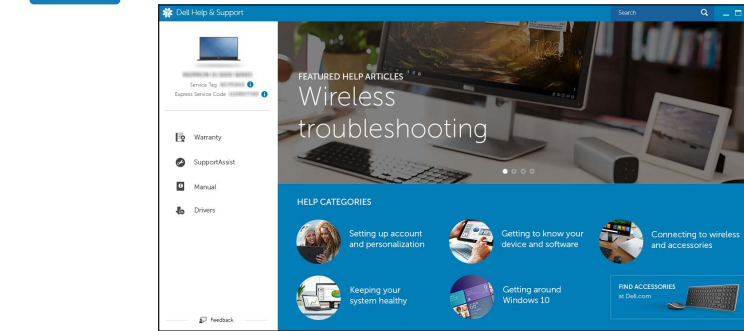 Dell Help & Support
Search
Service Tag
Express Service Code
Warranty
SupportAssist
Manual
Drivers
Feedback
FEATURED HELP ARTICLES
Wireless
troubleshooting
HELP CATEGORIES
Setting up account
and personalization
Getting to know your
device and software
Connecting to wireless
and accessories
Keeping your
system healthy
Getting around
Windows 10
FIND ACCESSORIES
at Dell.com